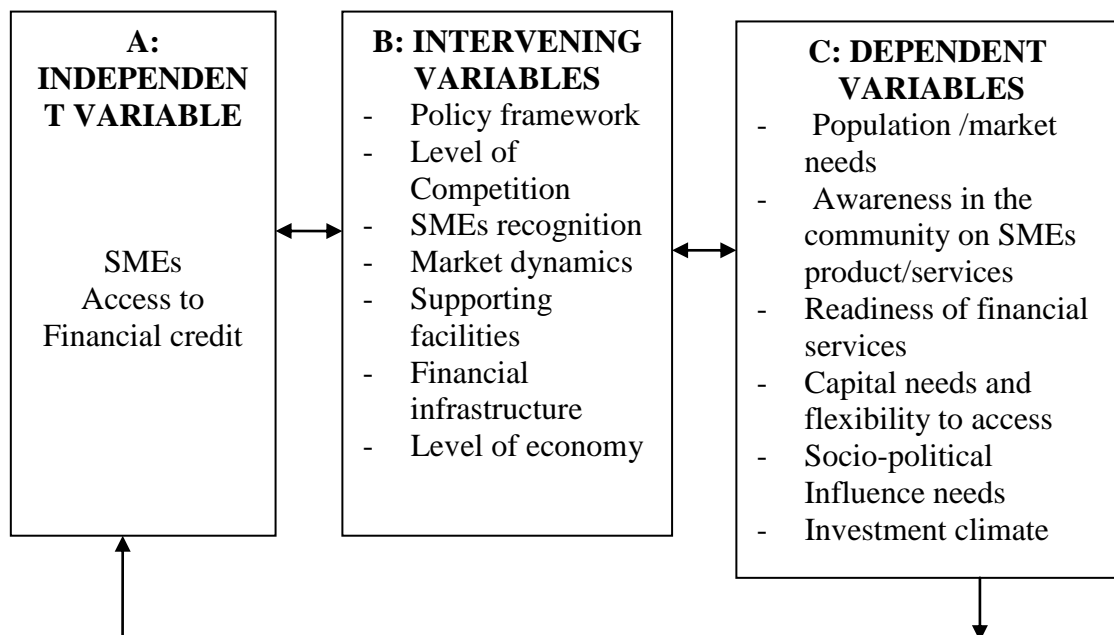 A:
INDEPENDEN
T VARIABLE
SMEs
Access to
Financial credit
B: INTERVENING
VARIABLES
- Policy framework
- Level of
Competition
- SMEs recognition
- Market dynamics
- Supporting
facilities
- Financial
infrastructure
- Level of economy
C: DEPENDENT
VARIABLES
- Population /market
needs
- Awareness in the
community on SMEs
product/services
- Readiness of financial
services
- Capital needs and
flexibility to access
- Socio-political
Influence needs
- Investment climate